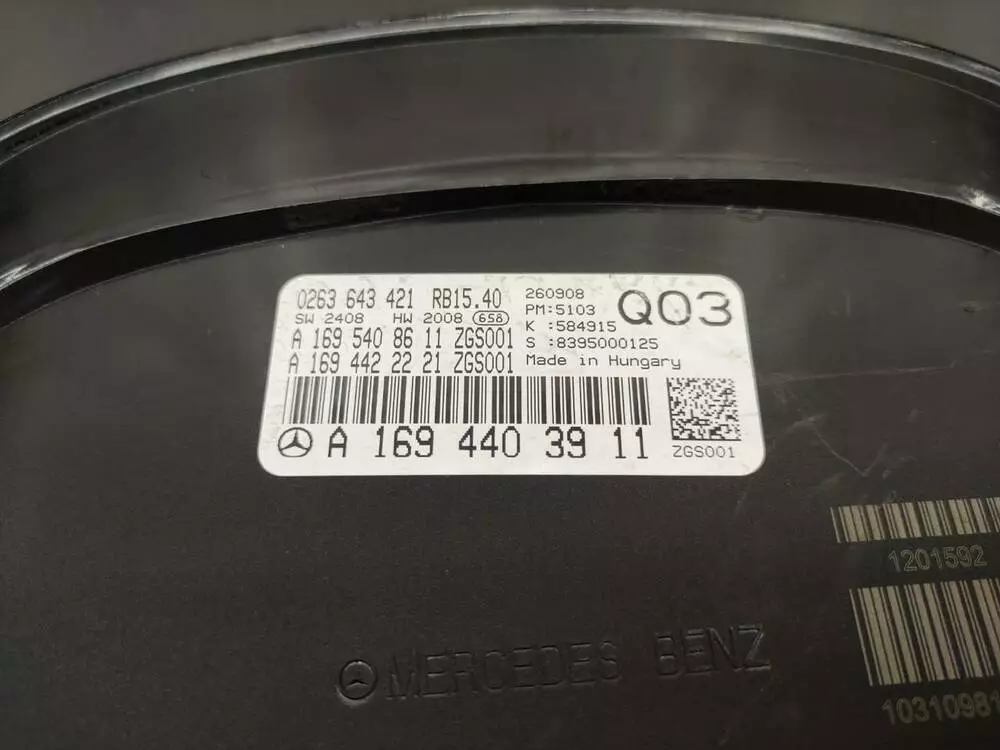 0263 643 421 RB15.40
SW 2408 HW 2008 658
A 169 540 86 11 ZGS001
A 169 442 22 21 ZGS001
260908
PM:5103
K :584915
S :8395000125
Made in Hungary
Q03
A 169 440 39 11
ZGS001
1201592
1031098
MERCEDES BENZ